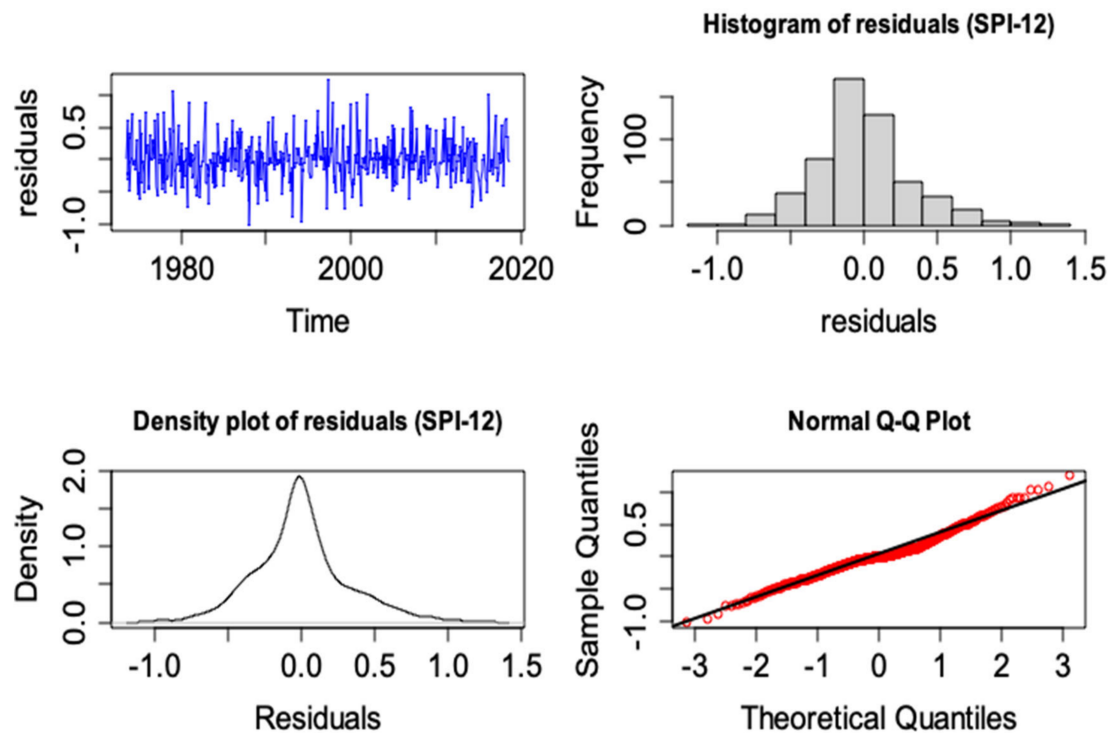 residuals
0.5
-1.0
1980 2000 2020
Time
Histogram of residuals (SPI-12)
Frequency
100
0
-1.0 0.0 0.5 1.0 1.5
residuals
Density plot of residuals (SPI-12)
Density
2.0
1.0
0.0
-1.0 0.0 0.5 1.0 1.5
Residuals
Normal Q-Q Plot
Sample Quantiles
0.5
-1.0
-3 -2 -1 0 1 2 3
Theoretical Quantiles